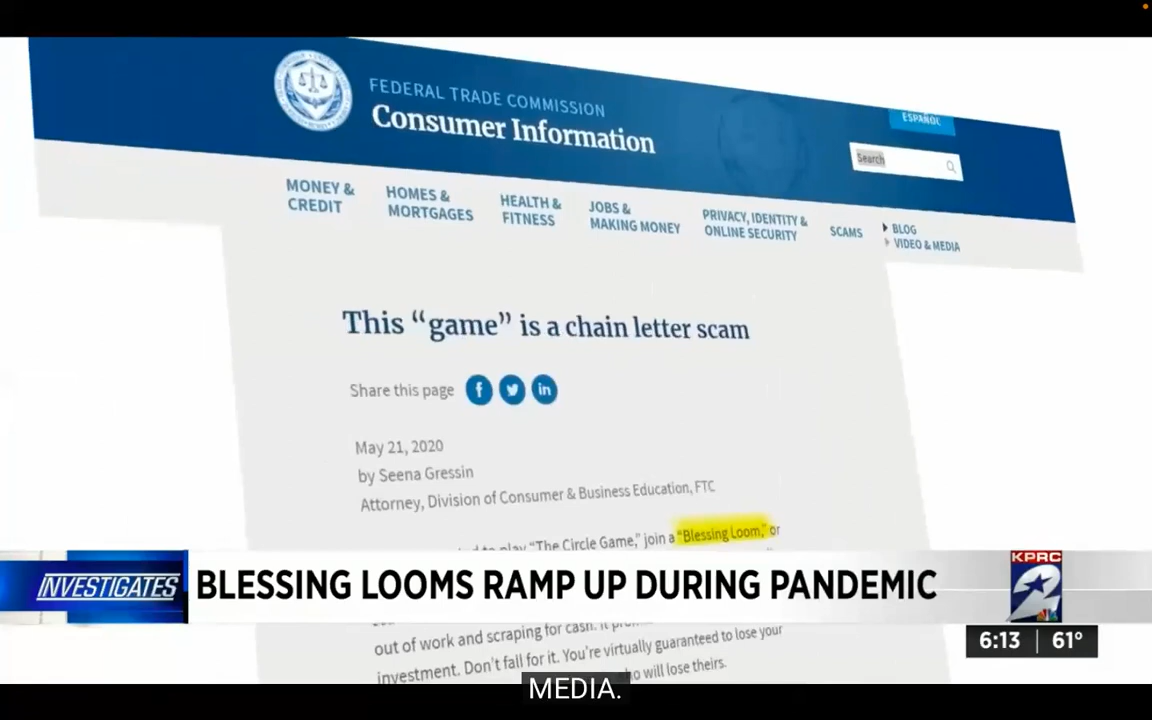 FEDERAL TRADE COMMISSION
Consumer Information
ESPAÑOL
Search
MONEY &
CREDIT
HOMES &
MORTGAGES
HEALTH &
FITNESS
JOBS &
MAKING MONEY
PRIVACY, IDENTITY &
ONLINE SECURITY
SCAMS
BLOG
VIDEO & MEDIA
This “game” is a chain letter scam
Share this page
May 21, 2020
by Seena Gressin
Attorney, Division of Consumer & Business Education, FTC
to play “The Circle Game,” join a “Blessing Loom,” or
INVESTIGATES
BLESSING LOOMS RAMP UP DURING PANDEMIC
KPRC
2
6:13 | 61°
out of work and scraping for cash. It
your
investment. Don't fall for it. You're virtually guaranteed to lose your
who will lose theirs.
MEDIA.